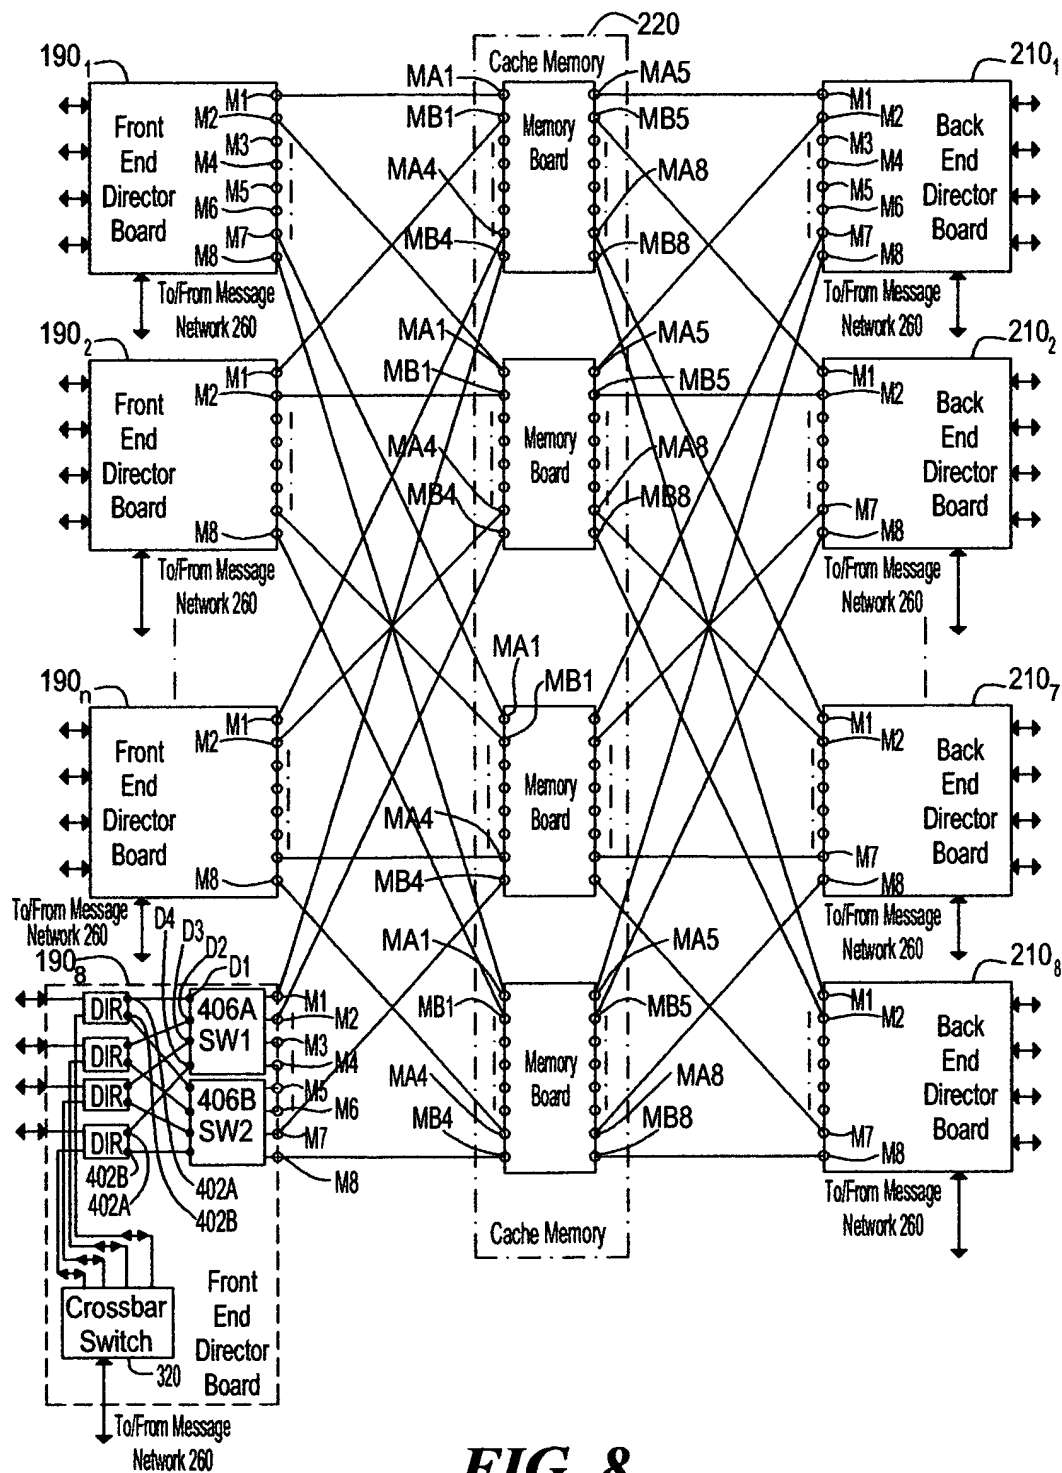 220
190₁
Cache Memory
210₁
MA1
MA5
M1
M2
M3
M4
M5
M6
M7
M8
Front
End
Director
Board
MB1
MA4
MB4
Memory
Board
MB5
MA8
MB8
M1
M2
M3
M4
M5
M6
M7
M8
Back
End
Director
Board
To/From Message
Network 260
To/From Message
Network 260
190₂
210₂
MA1
MA5
M1
M2
M8
Front
End
Director
Board
MB1
MA4
MB4
Memory
Board
MB5
MA8
MB8
M1
M2
M7
M8
Back
End
Director
Board
To/From Message
Network 260
To/From Message
Network 260
190ₙ
MA1
MB1
210₇
M1
M2
M8
Front
End
Director
Board
MA4
MB4
Memory
Board
M1
M2
M7
M8
Back
End
Director
Board
To/From Message
Network 260
To/From Message
Network 260
190₈
D4
D3
D2
D1
MA1
MA5
210₈
DIR
DIR
DIR
DIR
406A
SW1
406B
SW2
M1
M2
M3
M4
M5
M6
M7
M8
MB1
MA4
MB4
Memory
Board
MB5
MA8
MB8
M1
M2
M7
M8
Back
End
Director
Board
402B
402A
402A
402B
To/From Message
Network 260
Cache Memory
Crossbar
Switch
320
Front
End
Director
Board
To/From Message
Network 260
FIG. 8